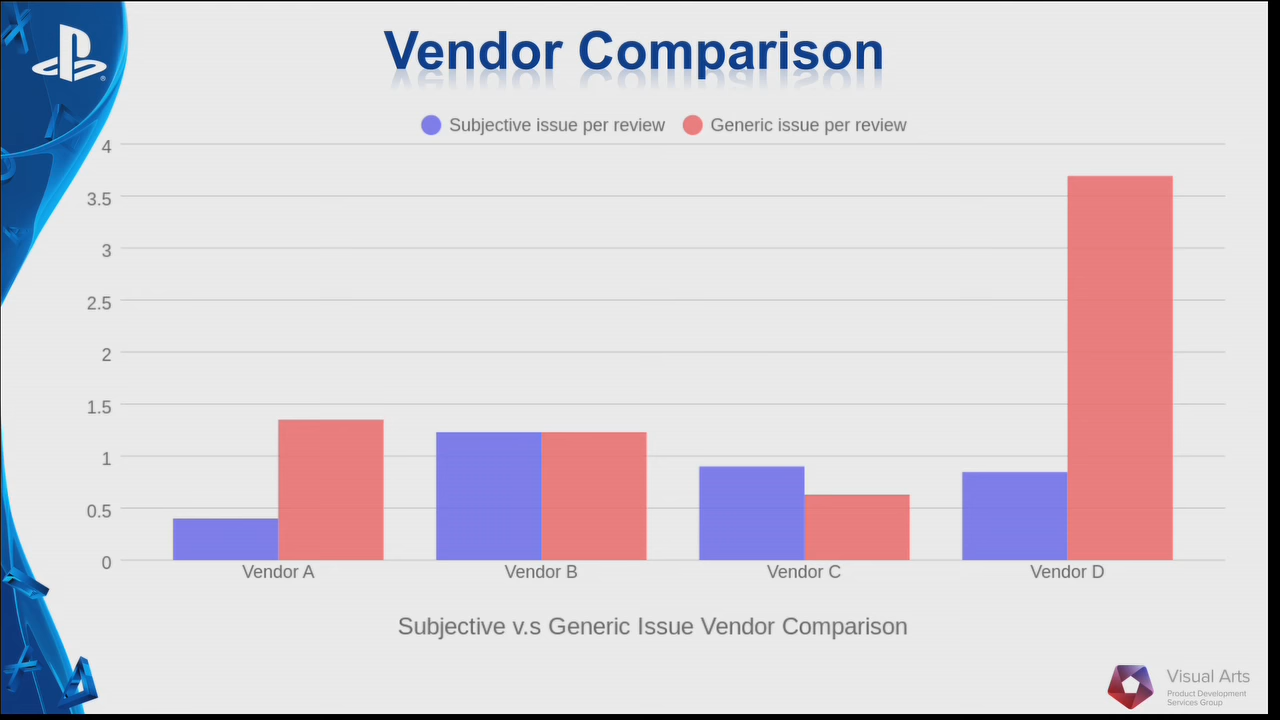 Vendor Comparison
Subjective issue per review
Generic issue per review
4
3.5
3
2.5
2
1.5
1
0.5
0
Vendor A
Vendor B
Vendor C
Vendor D
Subjective v.s Generic Issue Vendor Comparison
Visual Arts
Product Development
Services Group